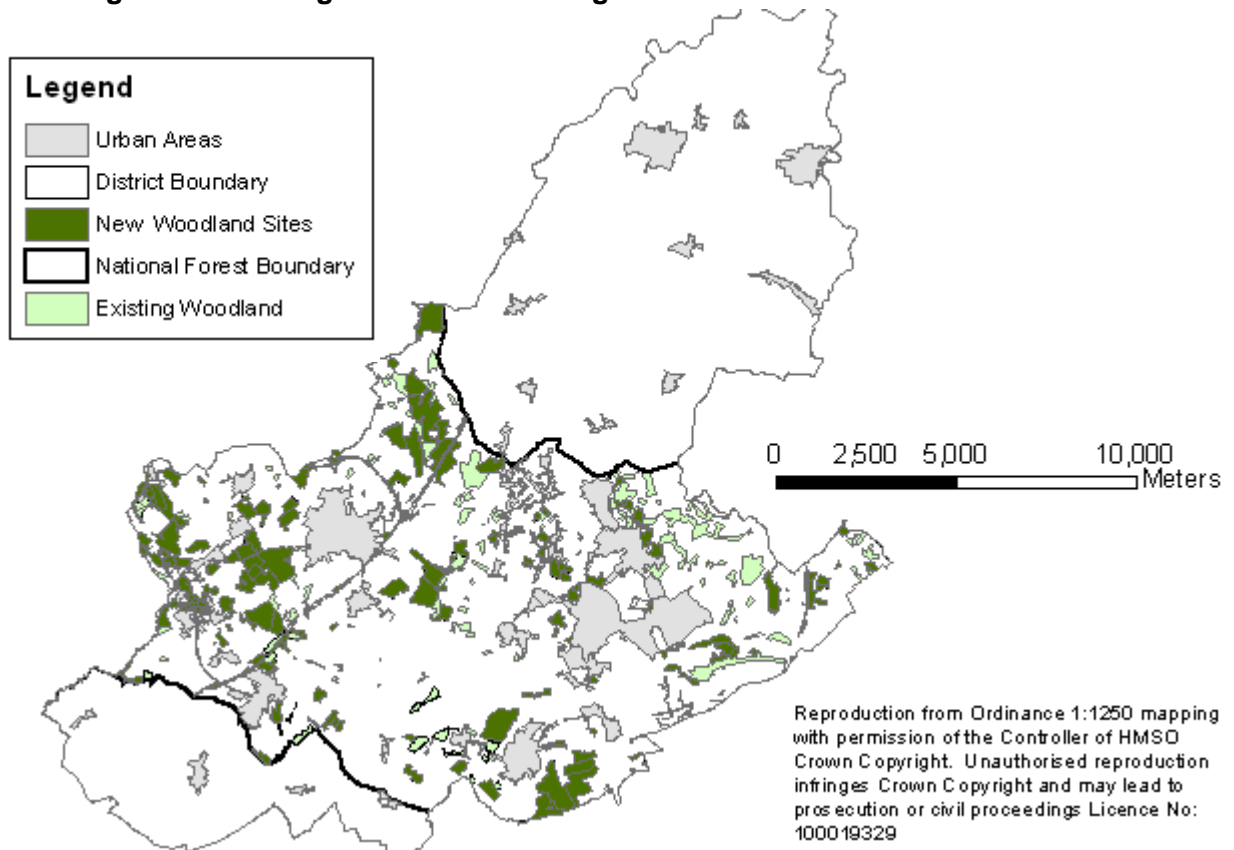 Legend
Urban Areas
District Boundary
New Woodland Sites
National Forest Boundary
Existing Woodland
0 2,500 5,000 10,000
Meters
Reproduction from Ordinance 1:1250 mapping
with permission of the Controller of HMSO
Crown Copyright. Unauthorised reproduction
infringes Crown Copyright and may lead to
prosecution or civil proceedings Licence No:
100019329